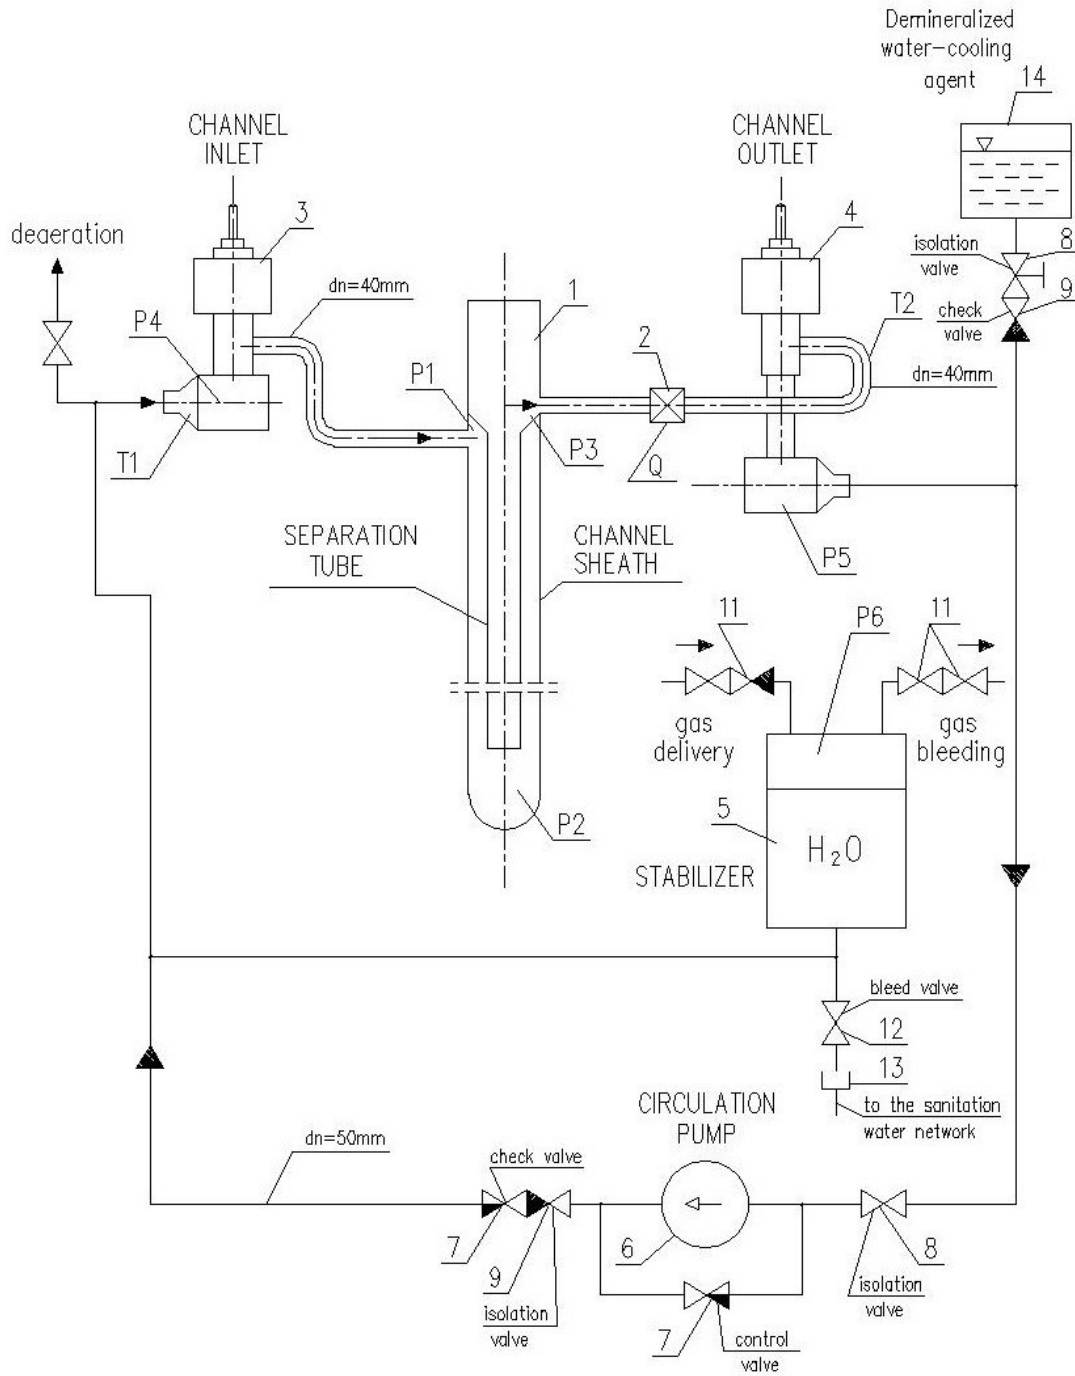 Demineralized
water-cooling
agent
14
CHANNEL
INLET
CHANNEL
OUTLET
3
4
deaeration
isolation
valve
8
9
check
valve
dn=40mm
1
T2
P4
2
P1
dn=40mm
P3
Q
T1
SEPARATION
TUBE
CHANNEL
SHEATH
P5
11
P6
11
gas
delivery
gas
bleeding
5
P2
H₂O
STABILIZER
bleed valve
12
13
CIRCULATION
PUMP
to the sanitation
water network
dn=50mm
check valve
7
9
6
8
isolation
valve
isolation
valve
7
control
valve